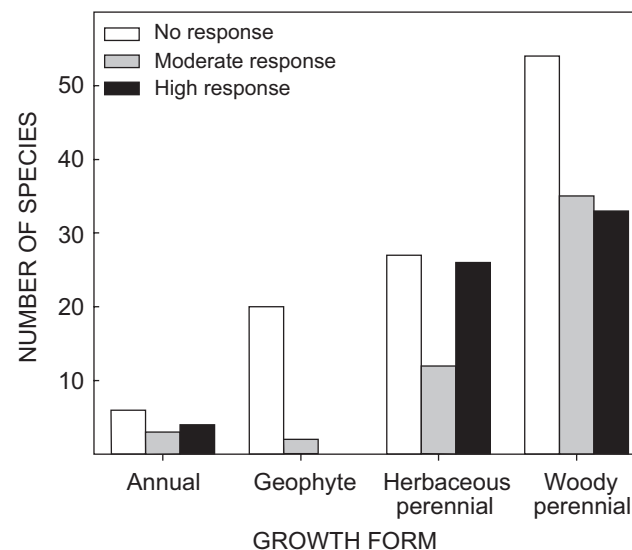 No response
Moderate response
High response
NUMBER OF SPECIES
50
40
30
20
10
Annual
Geophyte
Herbaceous
perennial
Woody
perennial
GROWTH FORM